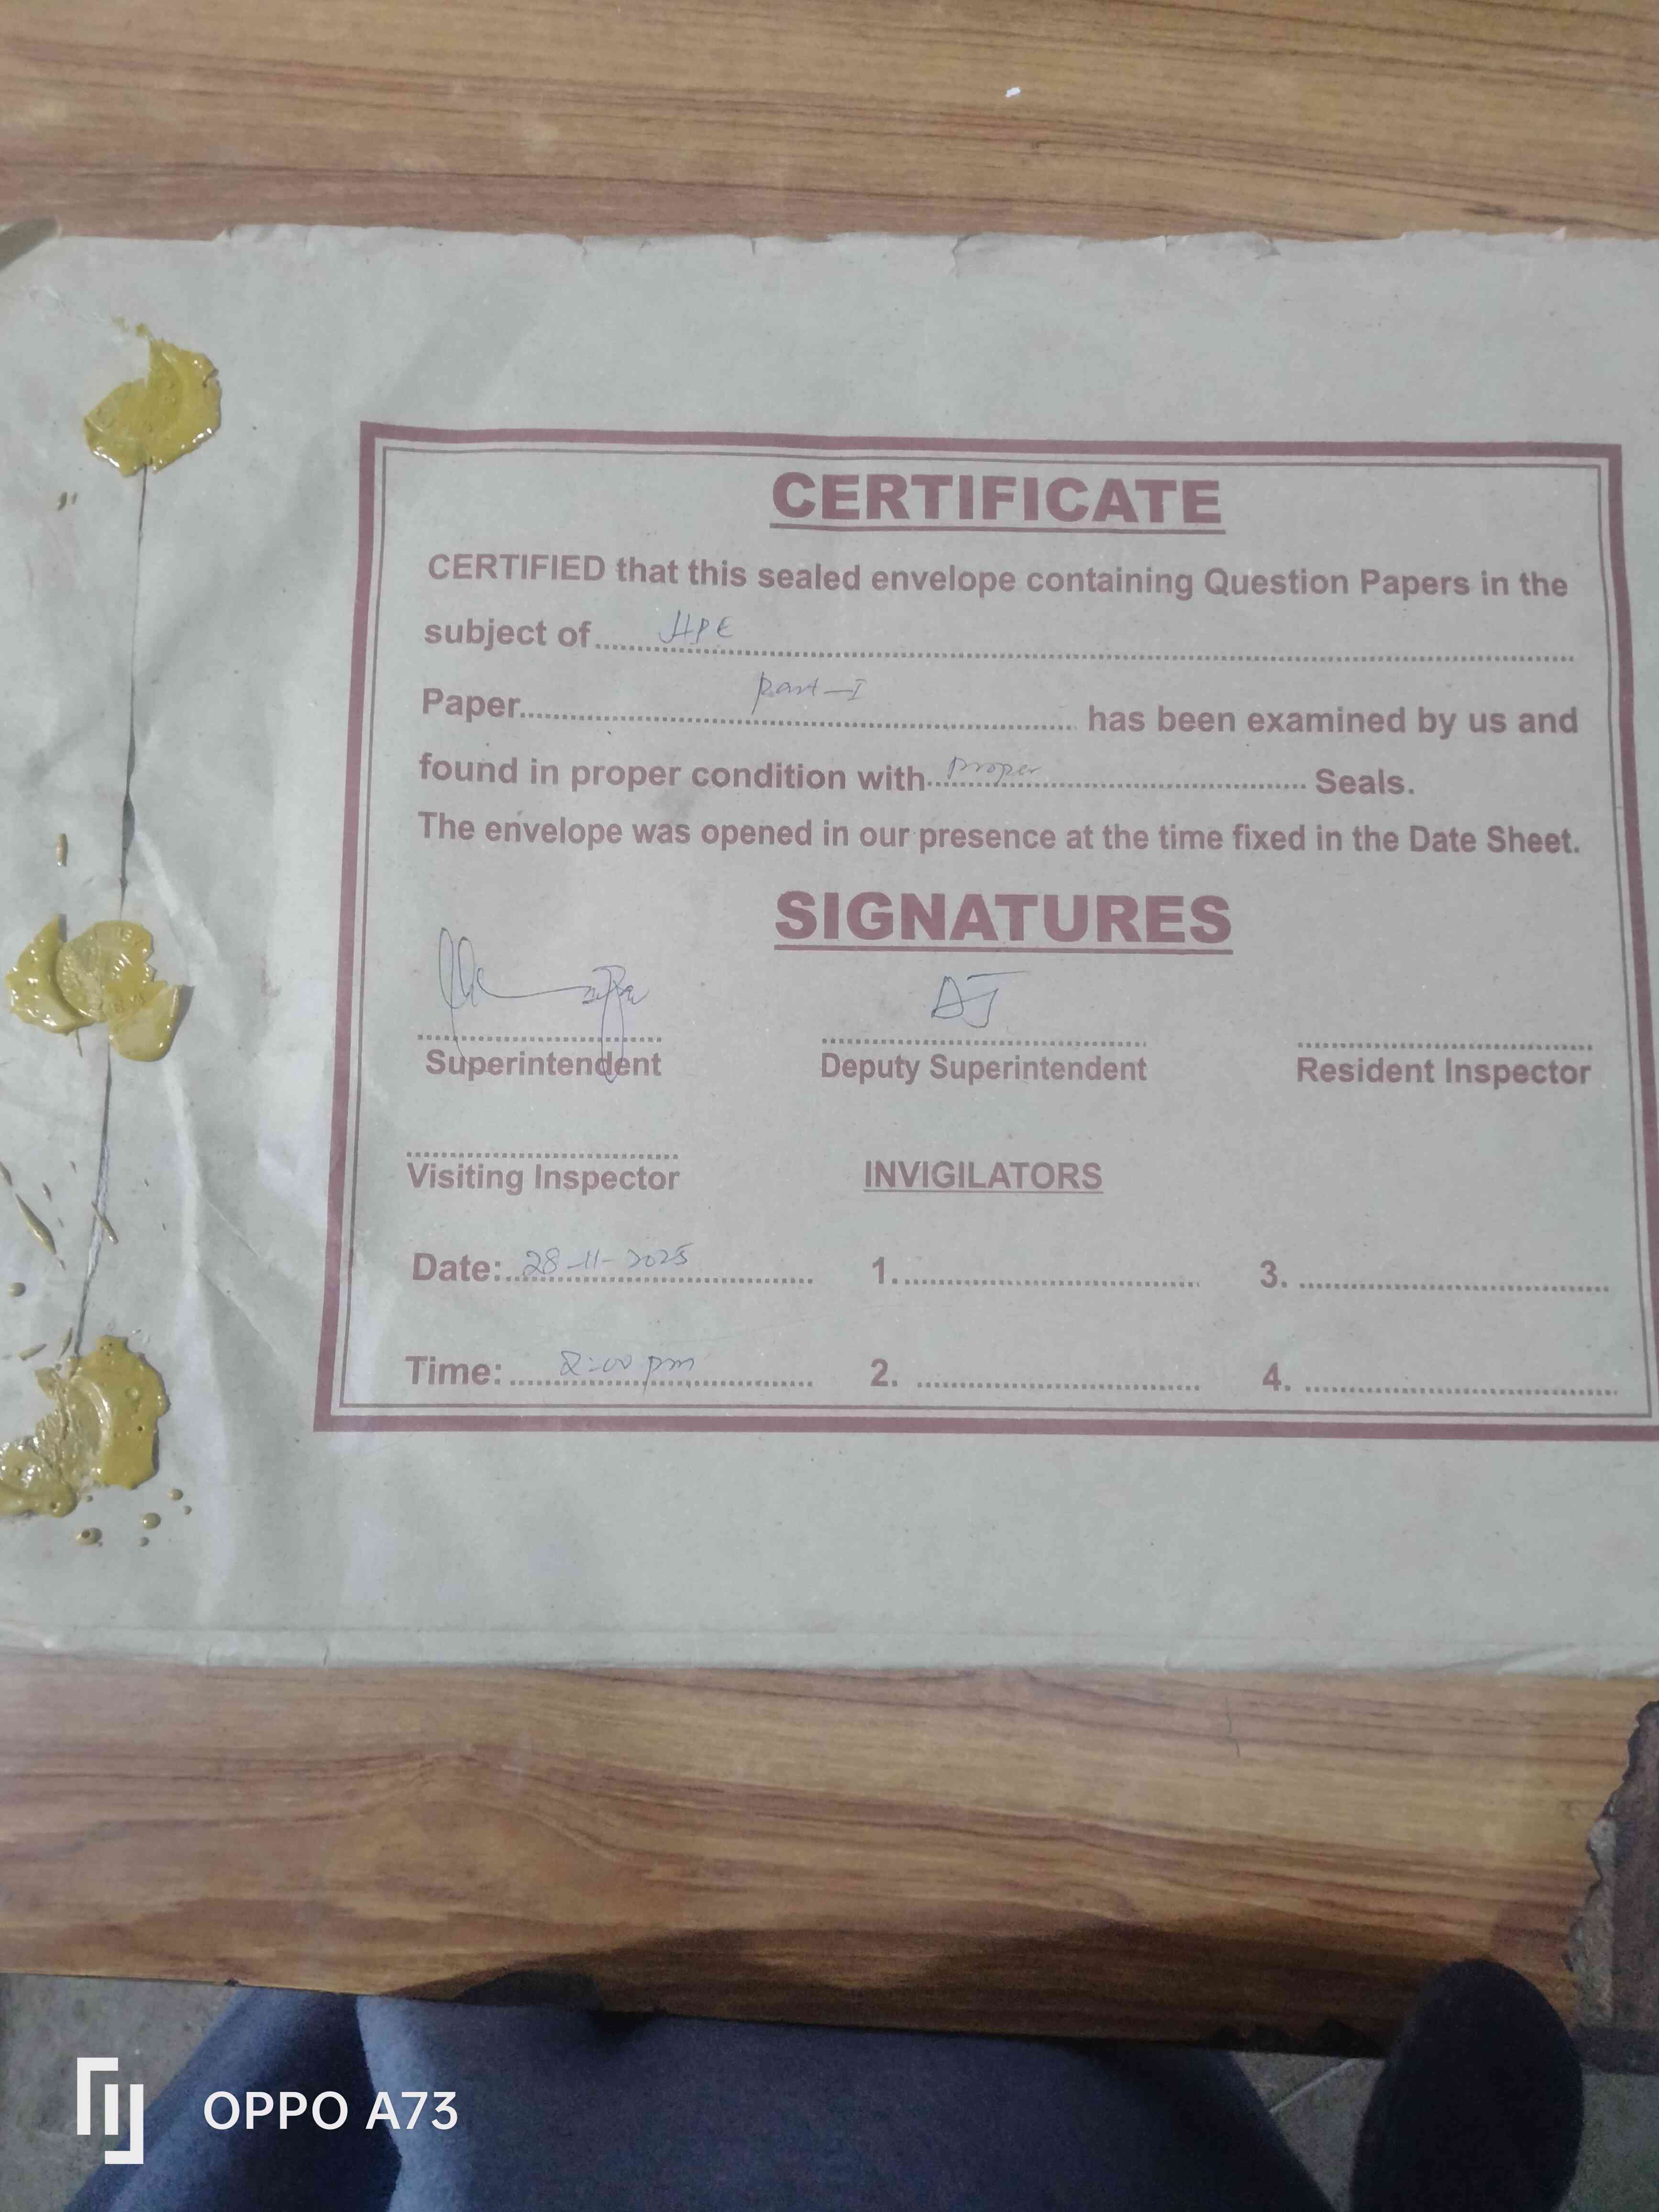 CERTIFICATE
CERTIFIED that this sealed envelope containing Question Papers in the
subject of HPE
Paper Part-I has been examined by us and
found in proper condition with proper Seals.
The envelope was opened in our presence at the time fixed in the Date Sheet.
SIGNATURES
Superintendent Deputy Superintendent Resident Inspector
Visiting Inspector INVIGILATORS
Date: 28-11-2025 1. 3.
Time: pm 2. 4.
OPPO A73